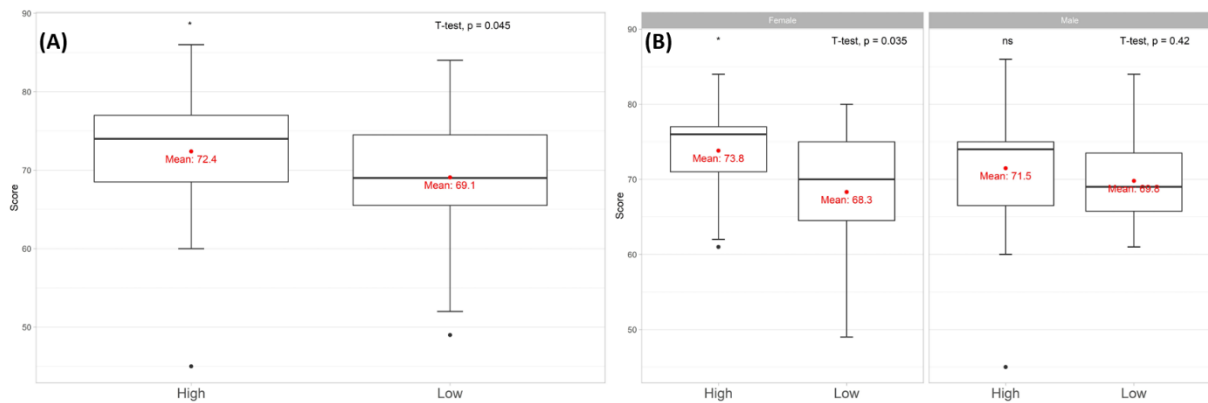 (A)
*
T-test, p = 0.045
90
80
70
60
50
Score
Mean: 72.4
Mean: 69.1
High
Low
(B)
Female
Male
*
T-test, p = 0.035
ns
T-test, p = 0.42
90
80
70
60
50
Score
Mean: 73.8
Mean: 68.3
Mean: 71.5
Mean: 69.8
High
Low
High
Low